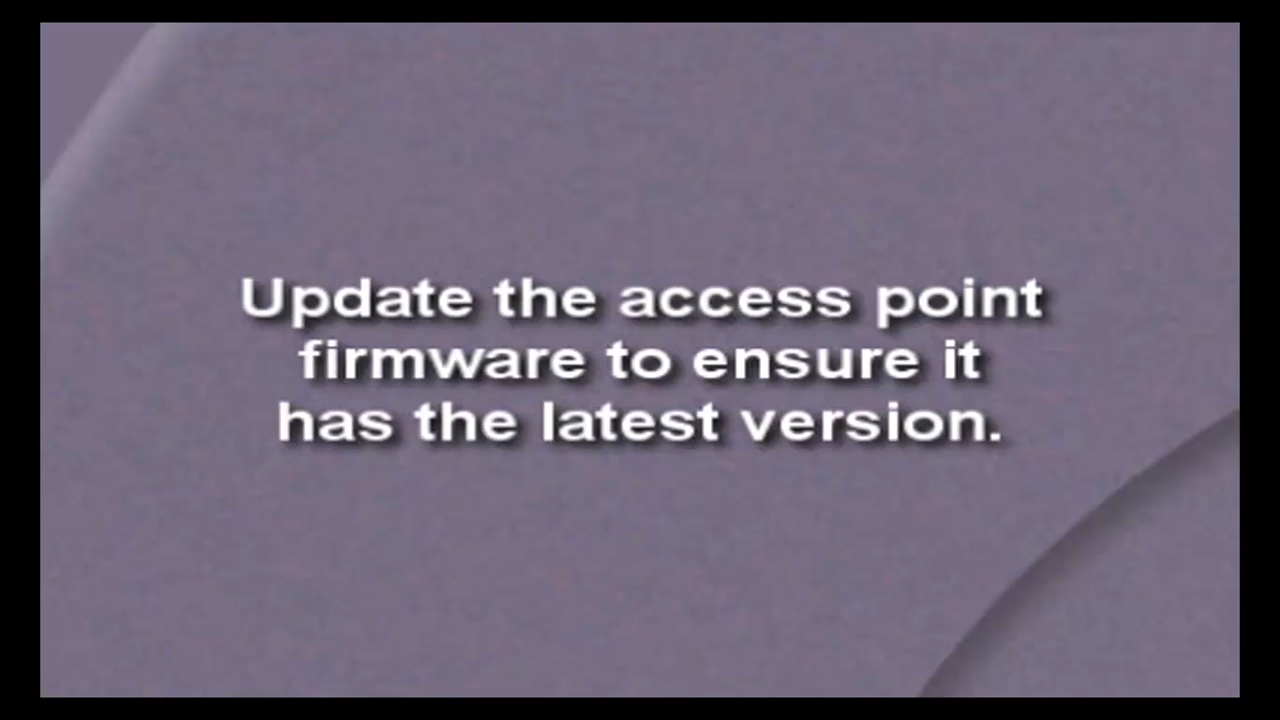 Update the access point
firmware to ensure it
has the latest version.